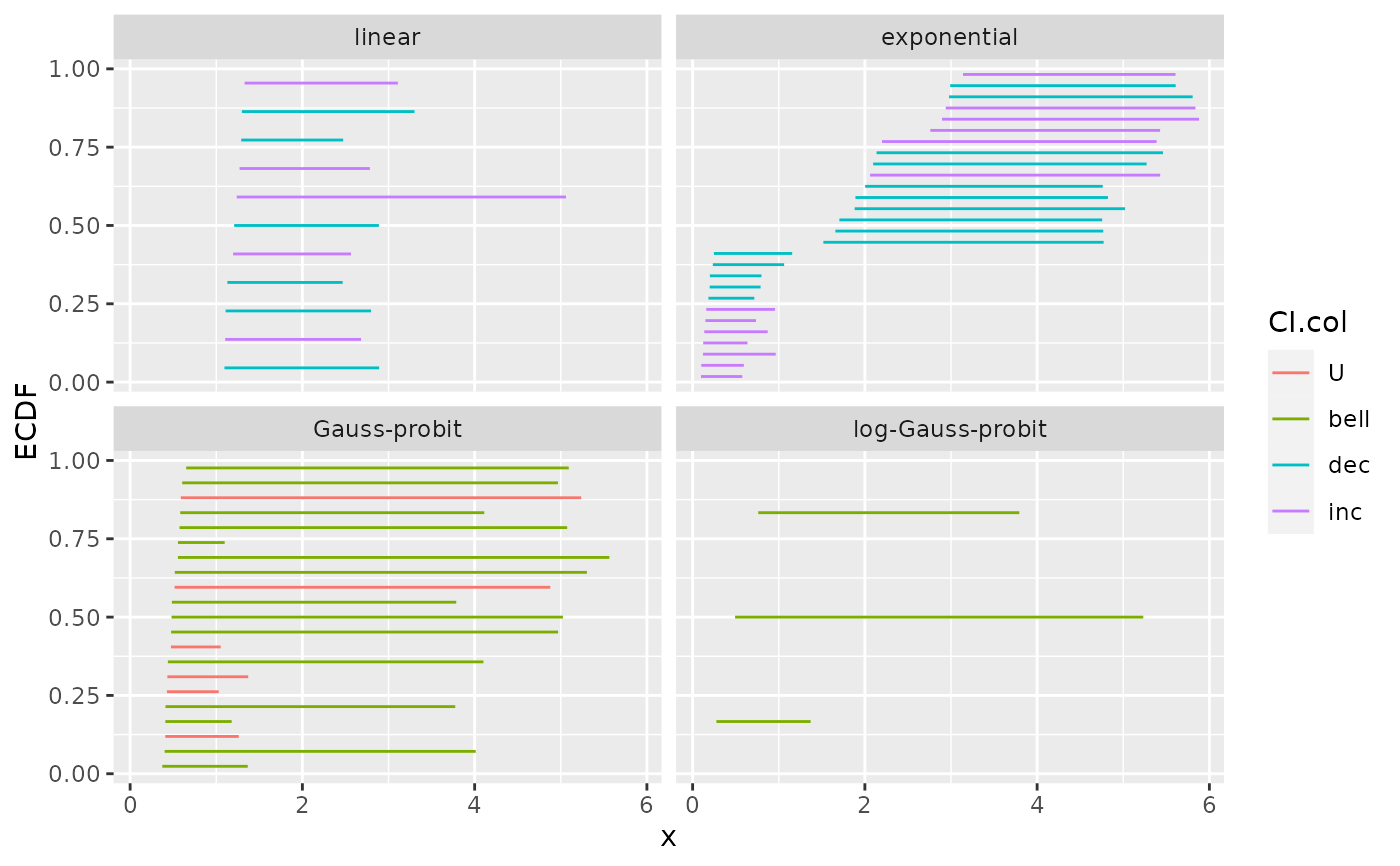 linear
exponential
1.00
0.75
0.50
0.25
0.00
Gauss-probit
log-Gauss-probit
1.00
0.75
0.50
0.25
0.00
0 2 4 6
0 2 4 6
x
ECDF
CI.col
U
bell
dec
inc